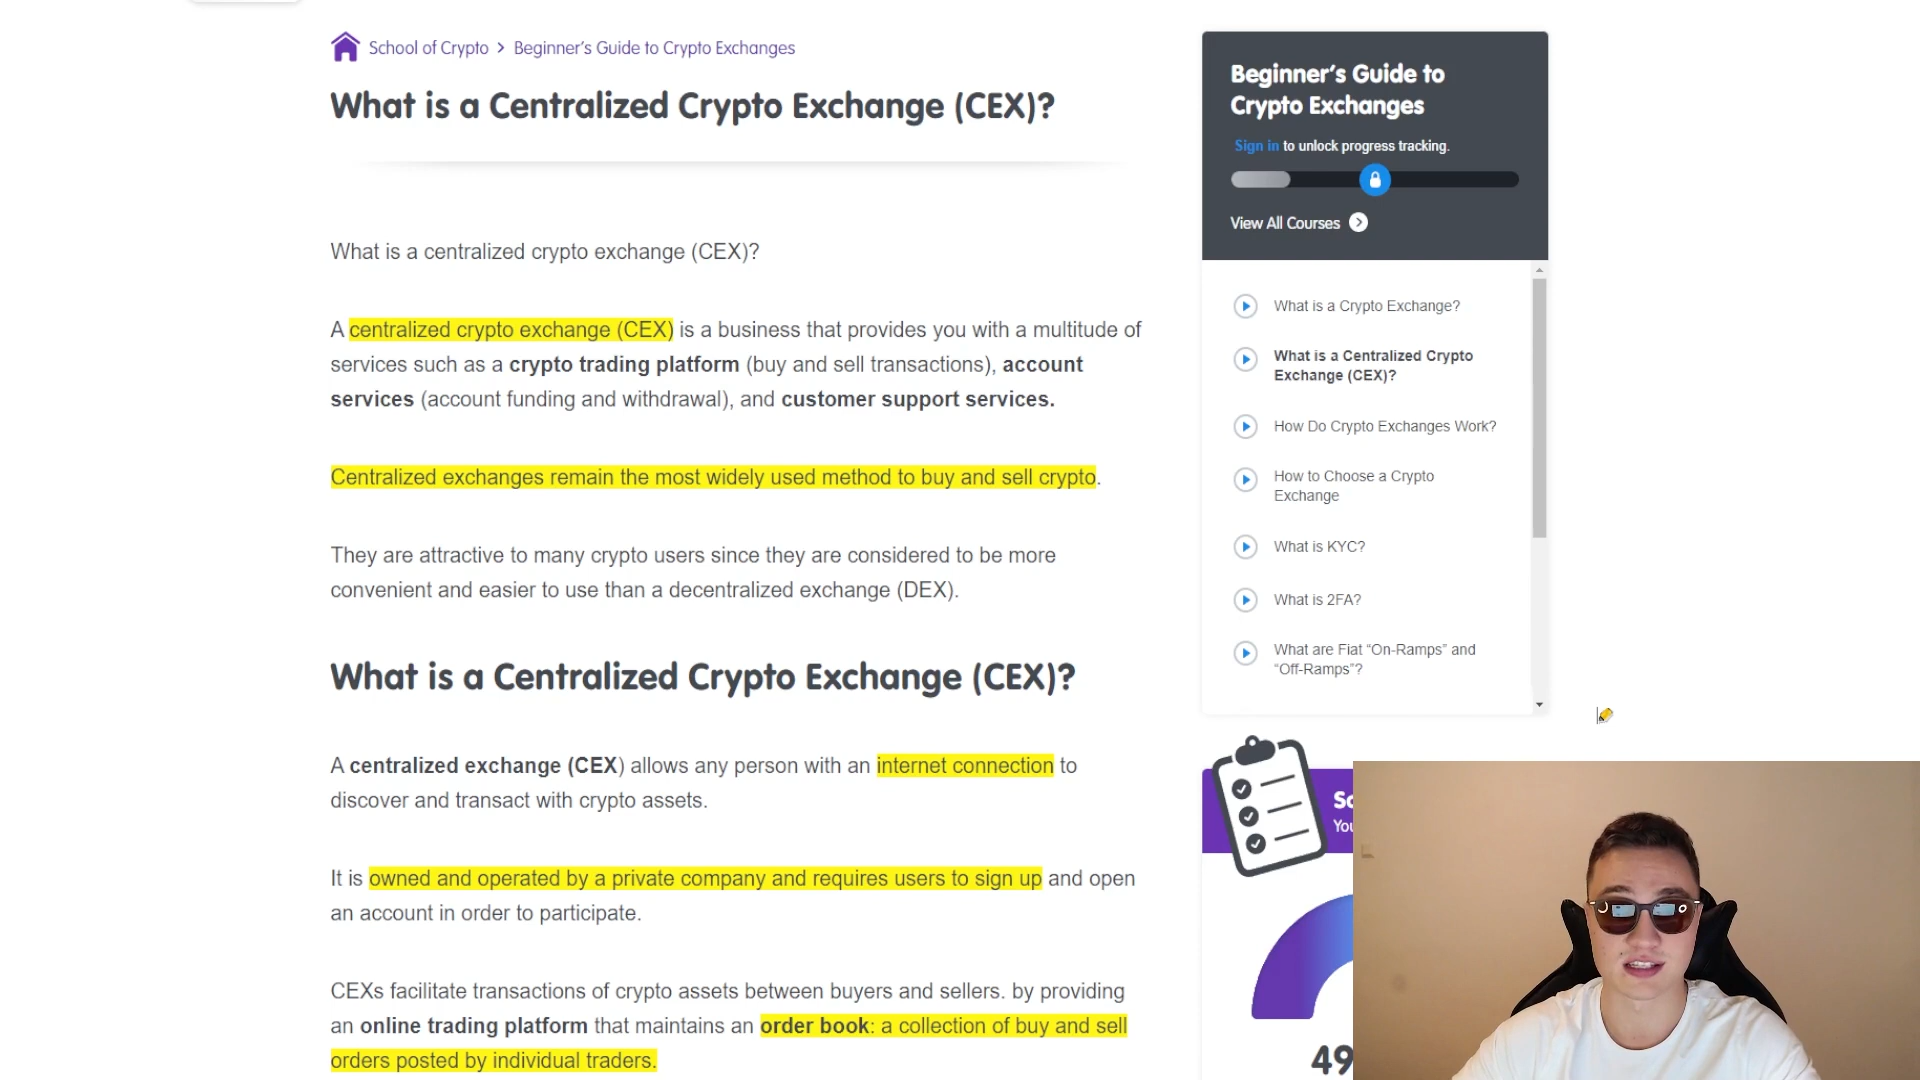 School of Crypto > Beginner's Guide to Crypto Exchanges
What is a Centralized Crypto Exchange (CEX)?
What is a centralized crypto exchange (CEX)?
A centralized crypto exchange (CEX) is a business that provides you with a multitude of
services such as a crypto trading platform (buy and sell transactions), account
services (account funding and withdrawal), and customer support services.
Centralized exchanges remain the most widely used method to buy and sell crypto.
They are attractive to many crypto users since they are considered to be more
convenient and easier to use than a decentralized exchange (DEX).
What is a Centralized Crypto Exchange (CEX)?
A centralized exchange (CEX) allows any person with an internet connection to
discover and transact with crypto assets.
It is owned and operated by a private company and requires users to sign up and open
an account in order to participate.
CEXs facilitate transactions of crypto assets between buyers and sellers. by providing
an online trading platform that maintains an order book: a collection of buy and sell
orders posted by individual traders.
Beginner's Guide to
Crypto Exchanges
Sign in to unlock progress tracking.
View All Courses
What is a Crypto Exchange?
What is a Centralized Crypto
Exchange (CEX)?
How Do Crypto Exchanges Work?
How to Choose a Crypto
Exchange
What is KYC?
What is 2FA?
What are Fiat “On-Ramps” and
“Off-Ramps”?
49